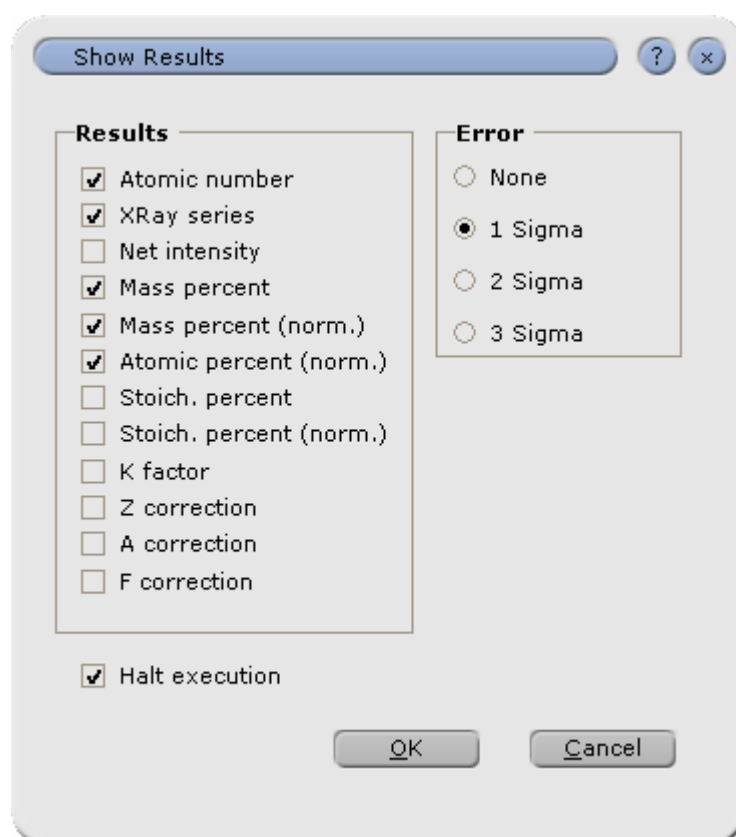 Show Results
?
×
Results
Atomic number
XRay series
Net intensity
Mass percent
Mass percent (norm.)
Atomic percent (norm.)
Stoich. percent
Stoich. percent (norm.)
K factor
Z correction
A correction
F correction
Error
None
1 Sigma
2 Sigma
3 Sigma
Halt execution
OK
Cancel